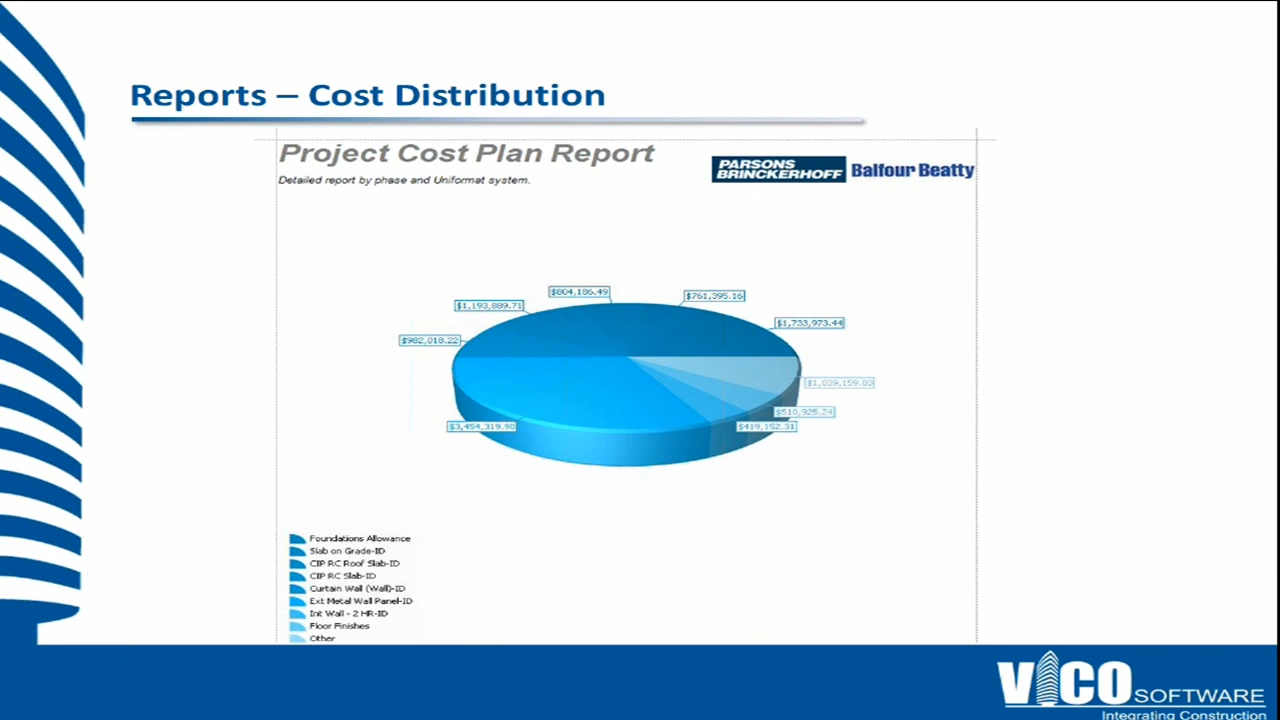 Reports – Cost Distribution
Project Cost Plan Report
Detailed report by phase and Uniformat system.
PARSONS
BRINCKERHOFF
Balfour Beatty
$804,186.49
$761,395.16
$1,193,889.71
$1,733,973.44
$982,018.22
$1,039,159.83
$510,925.24
$3,454,319.98
$419,152.31
Foundations Allowance
Slab on Grade-ID
CIP RC Roof Slab-ID
CIP RC Slab-ID
Curtain Wall (Wall)-ID
Ext Metal Wall Panel-ID
Int Wall - 2 HR-ID
Floor Finishes
Other
VICO SOFTWARE
Integrating Construction